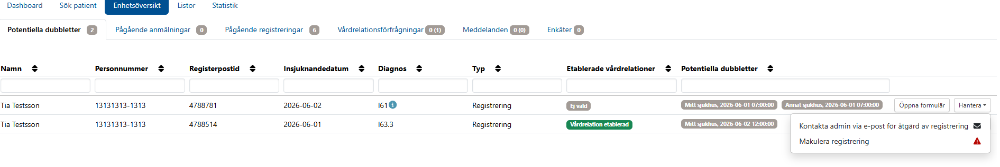 Dashboard Sök patient Enhetsöversikt Listor Statistik
Potentiella dubbletter 2 Pågående anmälningar 0 Pågående registreringar 6 Vårdrelationsförfrågningar 0 (1) Meddelanden 0 (0) Enkäter 0
Namn Personnummer Registerpostid Insjuknandedatum Diagnos Typ Etablerade vårdrelationer Potentiella dubbletter
Tia Testsson 13131313-1313 4788781 2026-06-02 I61 Registrering Ej vald Mitt sjukhus, 2026-06-01 07:00:00 Annat sjukhus, 2026-06-01 07:00:00 Öppna formulär Hantera
Tia Testsson 13131313-1313 4788514 2026-06-01 I63.3 Registrering Vårdrelation etablerad Mitt sjukhus, 2026-06-02 12:00:00
Kontakta admin via e-post för åtgärd av registrering
Makulera registrering